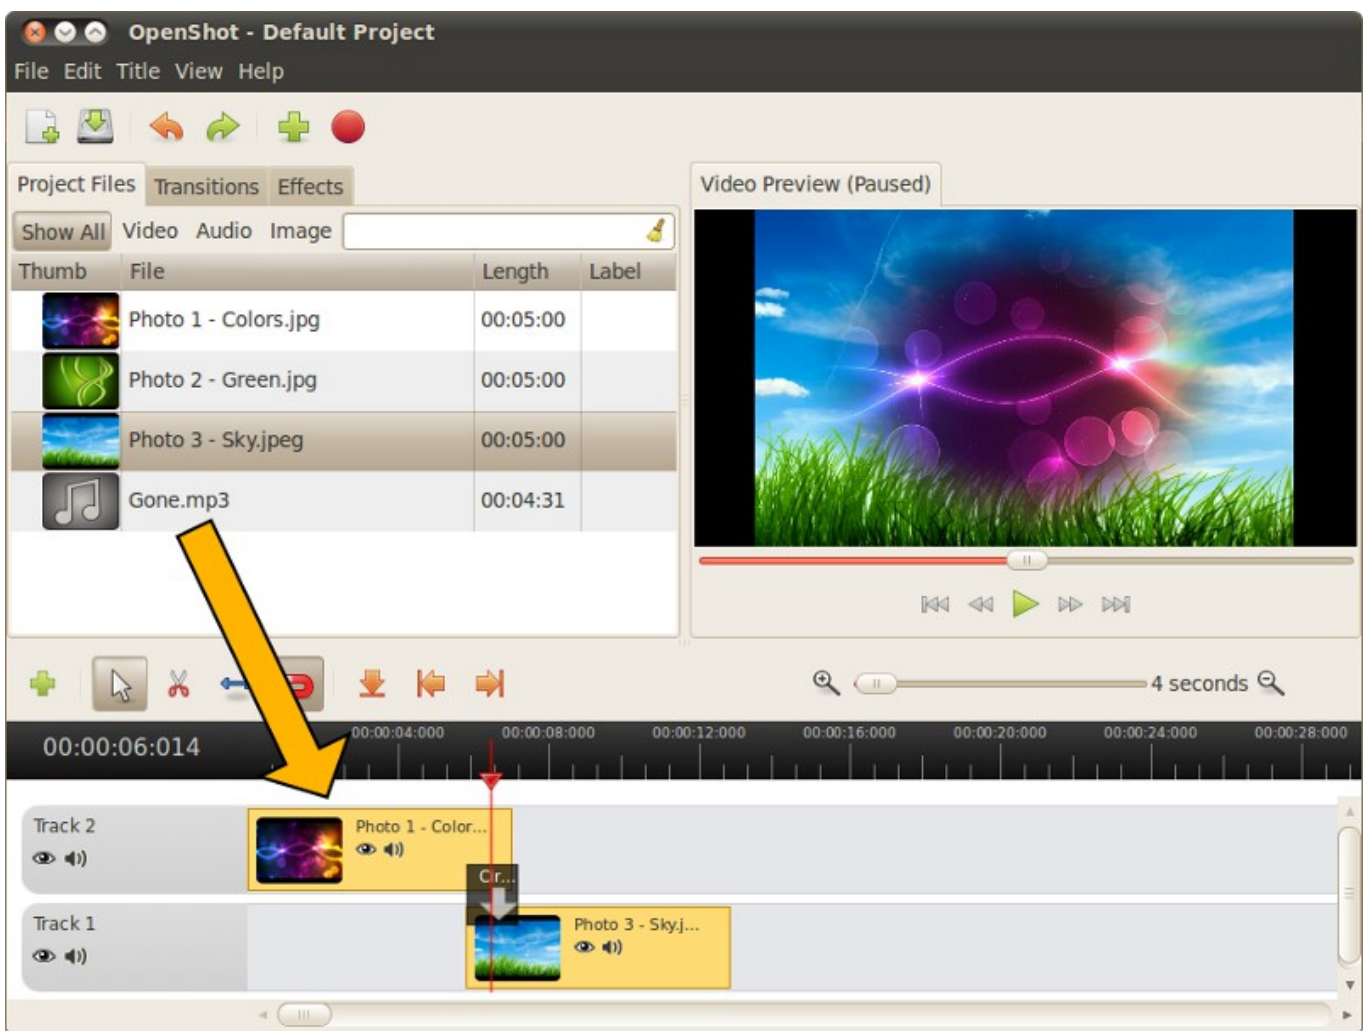 OpenShot - Default Project
File Edit Title View Help
Project Files Transitions Effects
Video Preview (Paused)
Show All Video Audio Image
Thumb File Length Label
Photo 1 - Colors.jpg 00:05:00
Photo 2 - Green.jpg 00:05:00
Photo 3 - Sky.jpeg 00:05:00
Gone.mp3 00:04:31
4 seconds
00:00:06:014
00:00:04:000 00:00:08:000 00:00:12:000 00:00:16:000 00:00:20:000 00:00:24:000 00:00:28:000
Track 2
Photo 1 - Color...
Cir...
Track 1
Photo 3 - Sky.j...